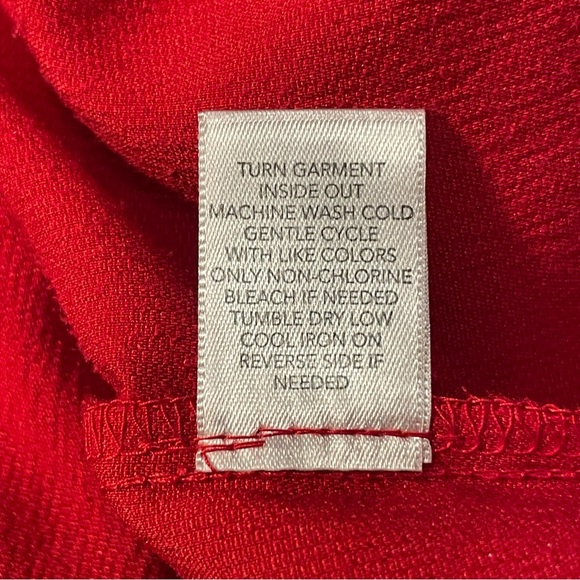 TURN GARMENT
INSIDE OUT
MACHINE WASH COLD
GENTLE CYCLE
WITH LIKE COLORS
ONLY NON-CHLORINE
BLEACH IF NEEDED
TUMBLE DRY LOW
COOL IRON ON
REVERSE SIDE IF
NEEDED